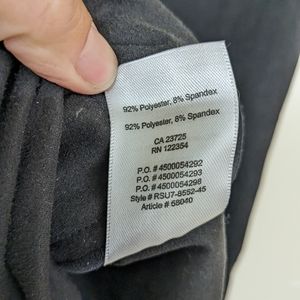 92% Polyester, 8% Spandex
92% Polyester, 8% Spandex
CA 23725
RN 122354
P.O. # 4500054292
P.O. # 4500054293
P.O. # 4500054298
Style # RSU7-8552-45
Article # 68040